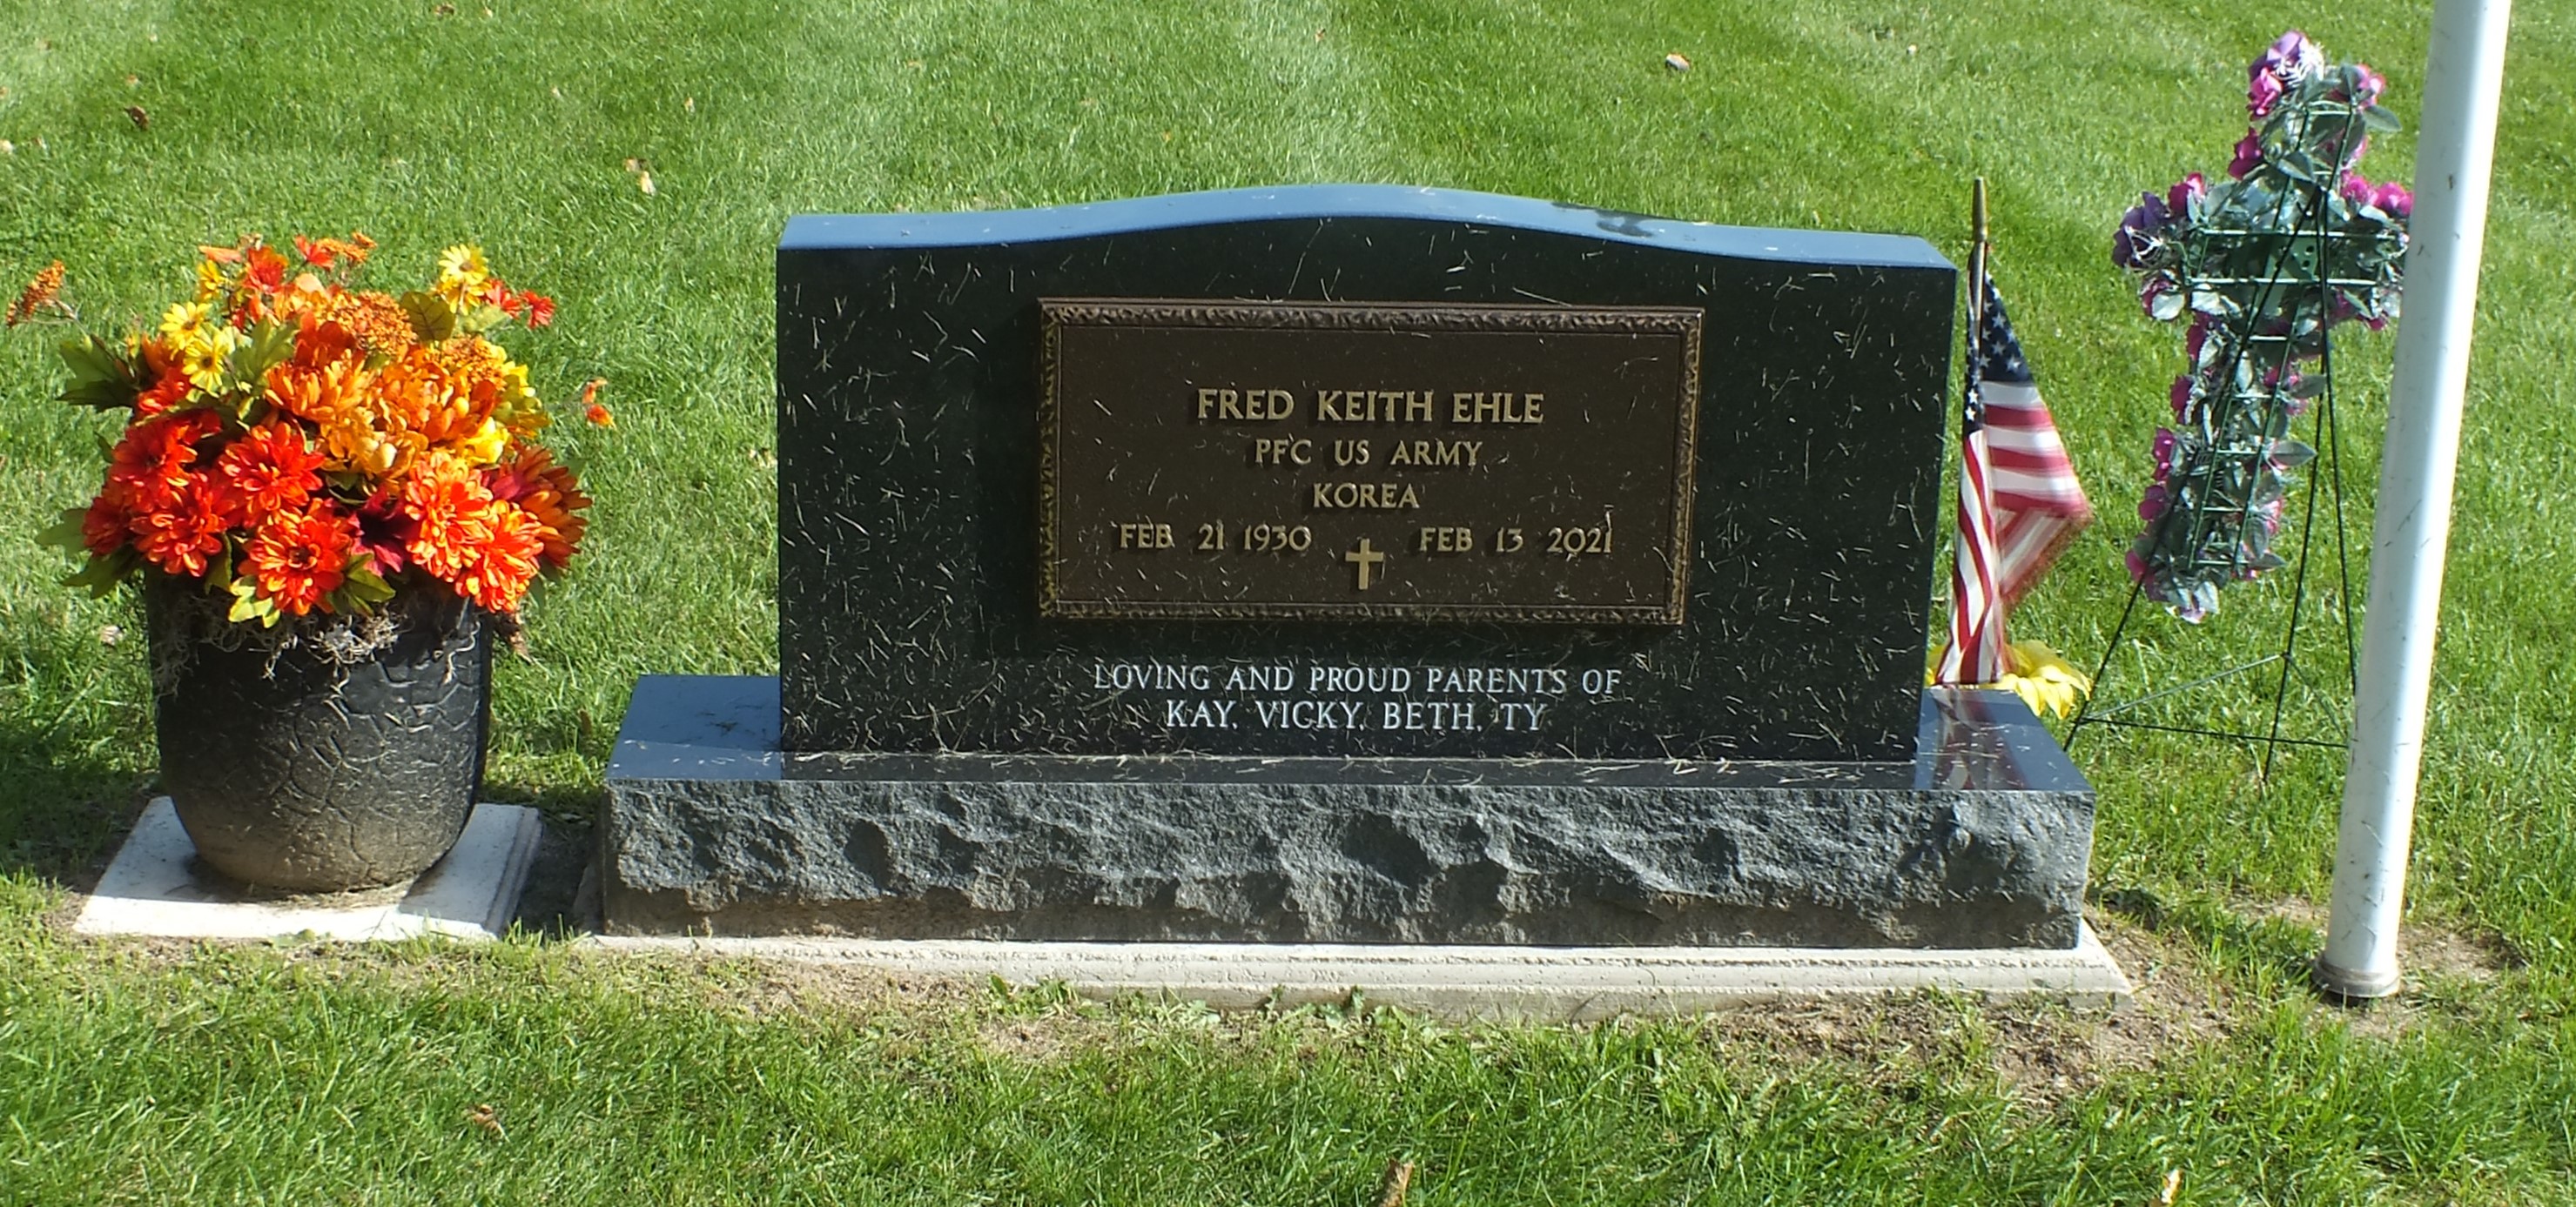 FRED KEITH EHLE
PFC US ARMY
KOREA
FEB 21 1930 FEB 13 2021
LOVING AND PROUD PARENTS OF
KAY, VICKY, BETH, TY